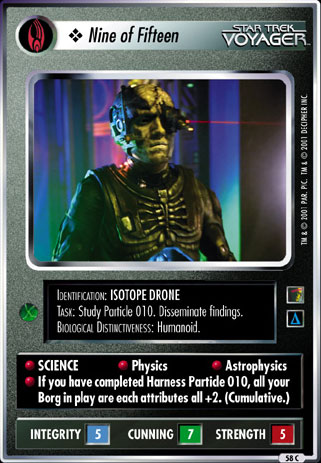 ❖ Nine of Fifteen
STAR TREK
VOYAGER
™ & © 2001 PAR. PIC. TM & © 2001 DECIPHER INC.
IDENTIFICATION: ISOTOPE DRONE
TASK: Study Particle 010. Disseminate findings.
BIOLOGICAL DISTINCTIVENESS: Humanoid.
SCIENCE Physics Astrophysics
If you have completed Harness Particle 010, all your
Borg in play are each attributes all +2. (Cumulative.)
INTEGRITY 5 CUNNING 7 STRENGTH 5
58 C